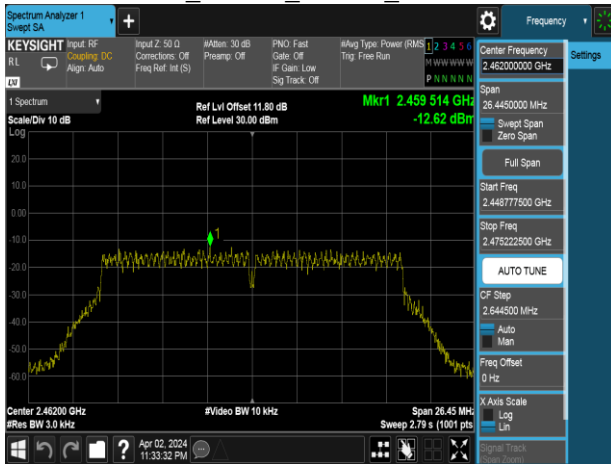 Spectrum Analyzer 1
Swept SA
Frequency
KEYSIGHT
RL
Input: RF
Coupling: DC
Align: Auto
Input Z: 50 Ω
Corrections: Off
Freq Ref: Int (S)
#Atten: 30 dB
Preamp: Off
PNO: Fast
Gate: Off
IF Gain: Low
Sig Track: Off
#Avg Type: Power (RMS
Trig: Free Run
1 2 3 4 5 6
M W W W W W
P N N N N N
Center Frequency
2.462000000 GHz
Settings
Span
26.4450000 MHz
Swept Span
Zero Span
Full Span
Start Freq
2.448777500 GHz
Stop Freq
2.475222500 GHz
AUTO TUNE
CF Step
2.644500 MHz
Auto
Man
Freq Offset
0 Hz
X Axis Scale
Log
Lin
Signal Track
(Span Zoom)
1 Spectrum
Scale/Div 10 dB
Log
Ref Lvl Offset 11.80 dB
Ref Level 30.00 dBm
Mkr1 2.459 514 GHz
-12.62 dBm
20.0
10.0
0.00
-10.0
-20.0
-30.0
-40.0
-50.0
-60.0
1
Center 2.46200 GHz
#Res BW 3.0 kHz
#Video BW 10 kHz
Span 26.45 MHz
Sweep 2.79 s (1001 pts
?
Apr 02, 2024
11:33:32 PM